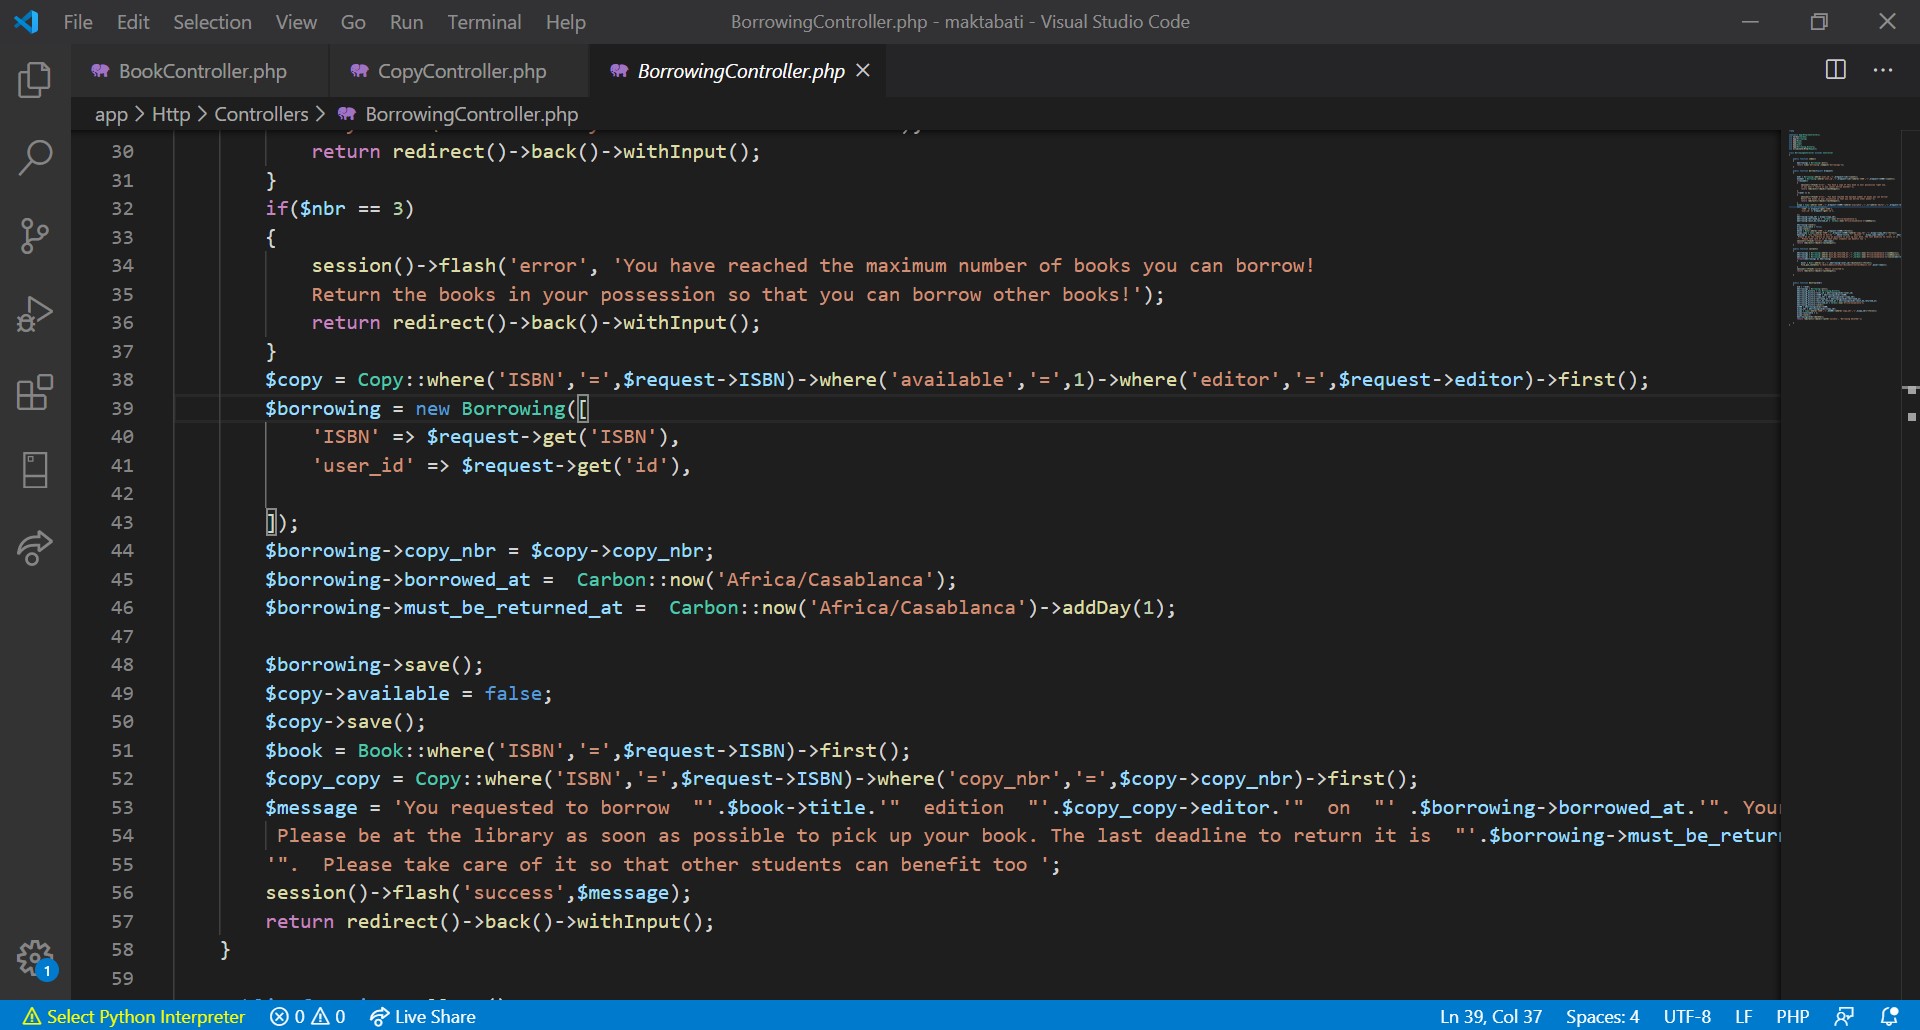 File Edit Selection View Go Run Terminal Help BorrowingController.php - maktabati - Visual Studio Code
BookController.php CopyController.php BorrowingController.php
app > Http > Controllers > BorrowingController.php
30 return redirect()->back()->withInput();
31 }
32 if($nbr == 3)
33 {
34 session()->flash('error', 'You have reached the maximum number of books you can borrow!
35 Return the books in your possession so that you can borrow other books!');
36 return redirect()->back()->withInput();
37 }
38 $copy = Copy::where('ISBN','=',$request->ISBN)->where('available','=',1)->where('editor','=',$request->editor)->first();
39 $borrowing = new Borrowing([
40 'ISBN' => $request->get('ISBN'),
41 'user_id' => $request->get('id'),
42
43 ]);
44 $borrowing->copy_nbr = $copy->copy_nbr;
45 $borrowing->borrowed_at =  Carbon::now('Africa/Casablanca');
46 $borrowing->must_be_returned_at =  Carbon::now('Africa/Casablanca')->addDay(1);
47
48 $borrowing->save();
49 $copy->available = false;
50 $copy->save();
51 $book = Book::where('ISBN','=',$request->ISBN)->first();
52 $copy_copy = Copy::where('ISBN','=',$request->ISBN)->where('copy_nbr','=',$copy->copy_nbr)->first();
53 $message = 'You requested to borrow  "'.$book->title.'"  edition  "'.$copy_copy->editor.'"  on  "' .$borrowing->borrowed_at.'". You
54 Please be at the library as soon as possible to pick up your book. The last deadline to return it is  "'.$borrowing->must_be_return
55 '".  Please take care of it so that other students can benefit too ';
56 session()->flash('success',$message);
57 return redirect()->back()->withInput();
58 }
59
1
Select Python Interpreter 0 0 Live Share Ln 39, Col 37 Spaces: 4 UTF-8 LF PHP